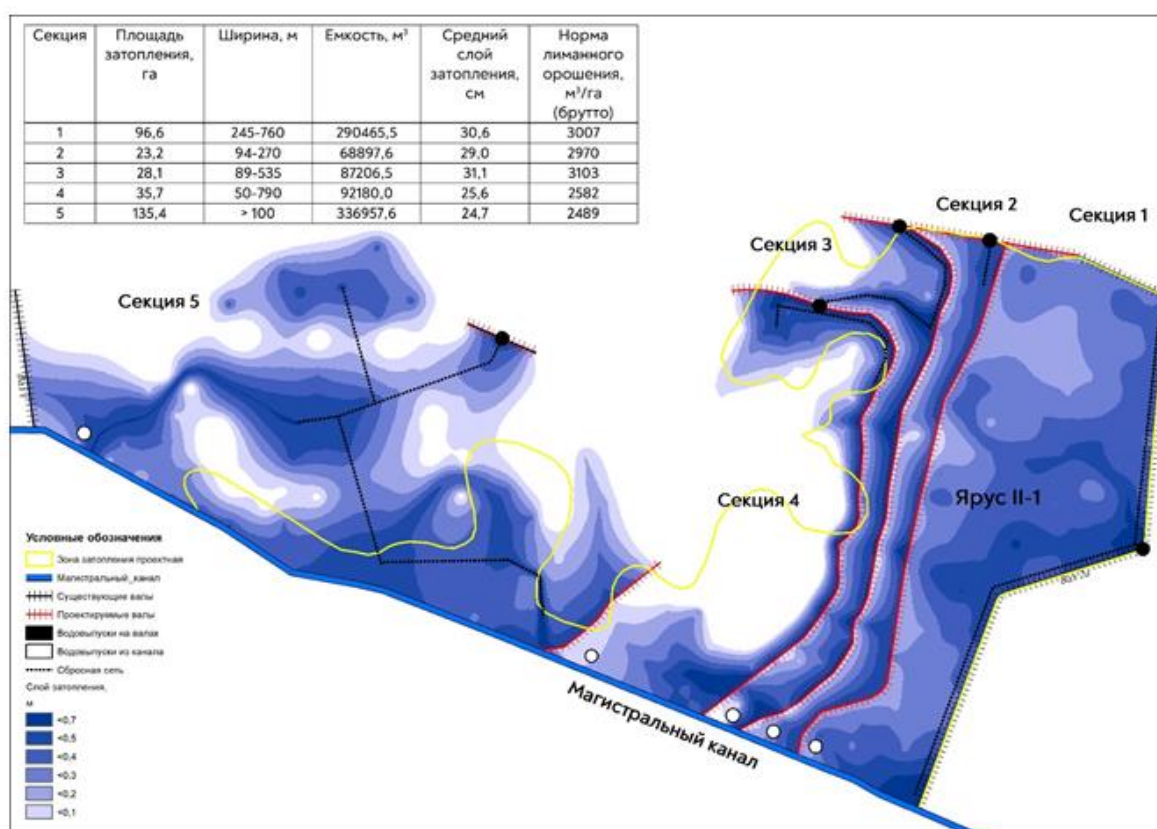 Секция Площадь затопления, га Ширина, м Емкость, м³ Средний слой затопления, см Норма лиманного орошения, м³/га (брутто)
1 96,6 245-760 290465,5 30,6 3007
2 23,2 94-270 68897,6 29,0 2970
3 28,1 89-535 87206,5 31,1 3103
4 35,7 50-790 92180,0 25,6 2582
5 135,4 > 100 336957,6 24,7 2489
Секция 2
Секция 1
Секция 3
Секция 5
Секция 4
Ярус II-1
Магистральный канал
Условные обозначения
Зона затопления проектная
Магистральный_канал
Существующие валы
Проектируемые валы
Водовыпуски на валах
Водовыпуски из канала
Сбросная сеть
Слой затопления,
м
<0,7
<0,5
<0,4
<0,3
<0,2
<0,1